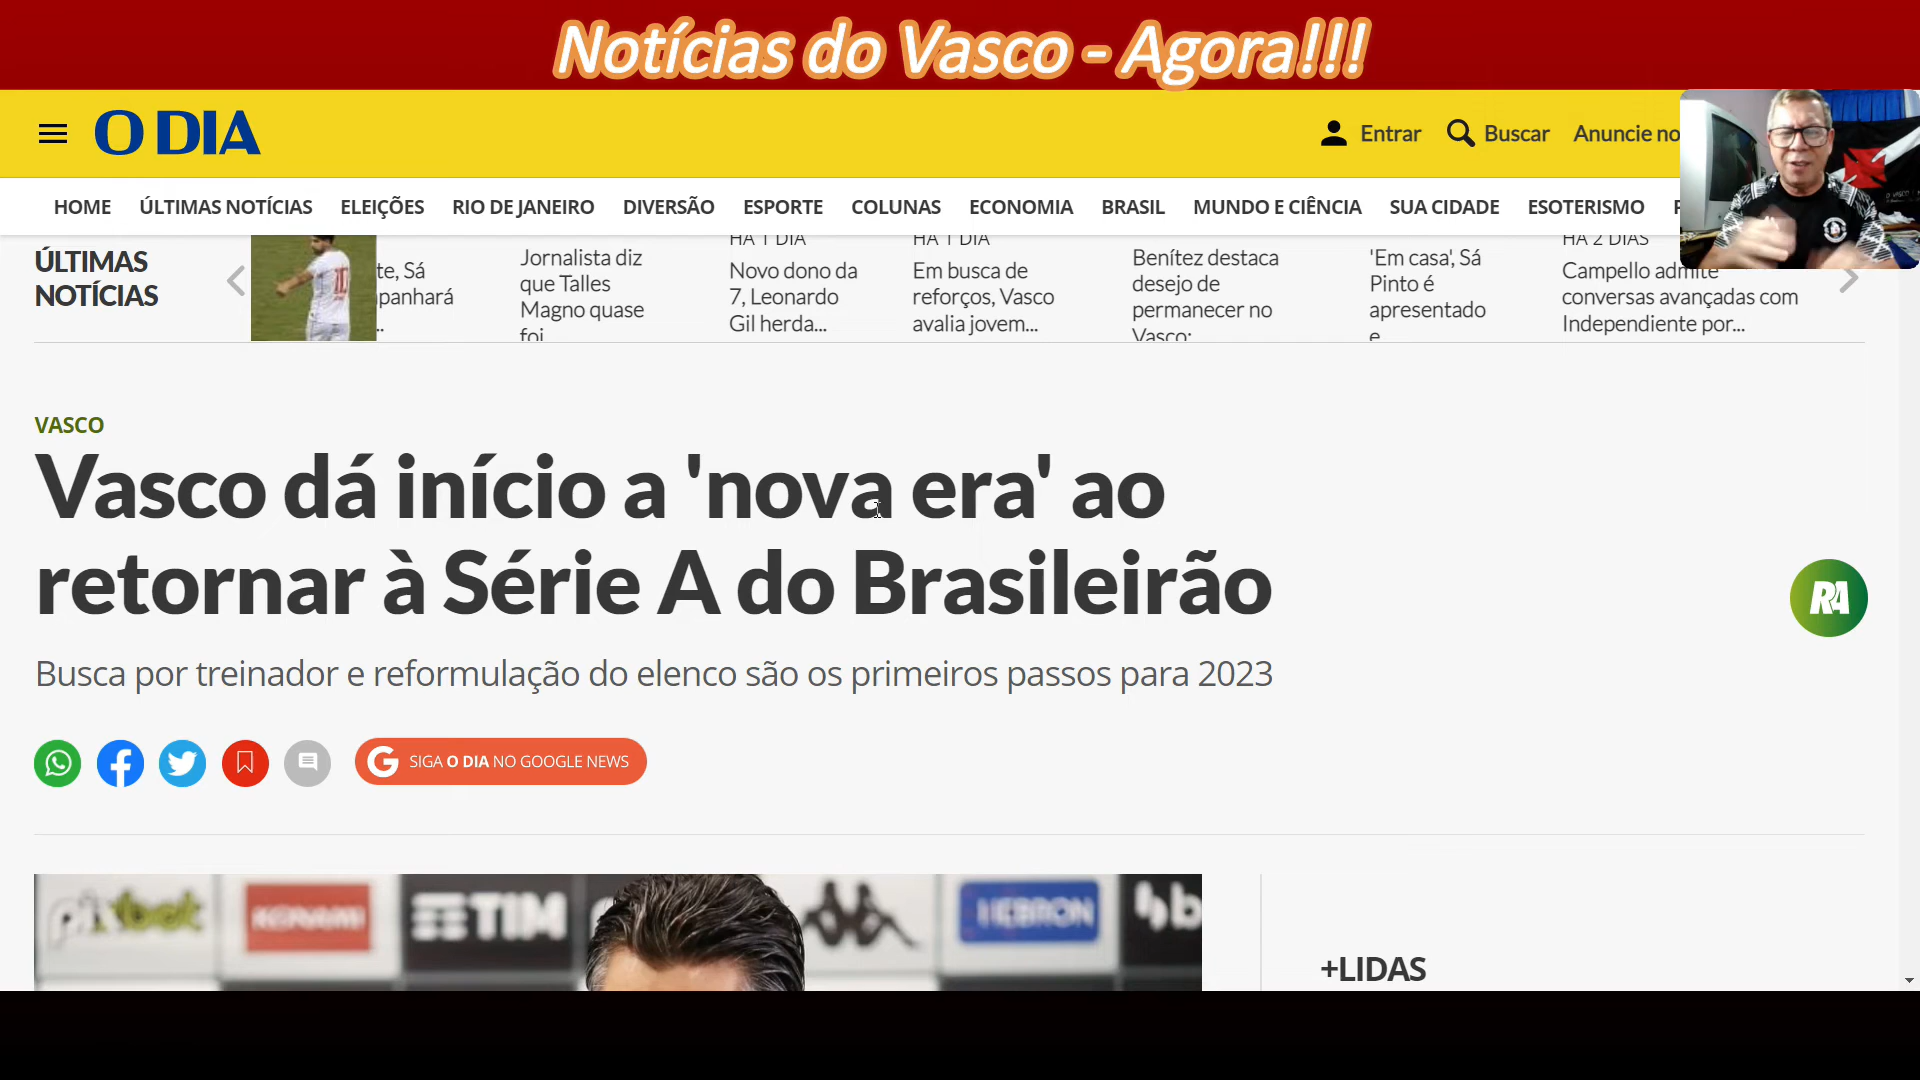 Notícias do Vasco - Agora!!!
O DIA
Entrar
Buscar
Anuncie no
HOME
ÚLTIMAS NOTÍCIAS
ELEIÇÕES
RIO DE JANEIRO
DIVERSÃO
ESPORTE
COLUNAS
ECONOMIA
BRASIL
MUNDO E CIÊNCIA
SUA CIDADE
ESOTERISMO
ÚLTIMAS
NOTÍCIAS
te, Sá
panhará
..
Jornalista diz
que Talles
Magno quase
foi
HÁ 1 DIA
Novo dono da
7, Leonardo
Gil herda...
HÁ 1 DIA
Em busca de
reforços, Vasco
avalia jovem...
Benítez destaca
desejo de
permanecer no
Vasco:
'Em casa', Sá
Pinto é
apresentado
e
HÁ 2 DIAS
Campello admite
conversas avançadas com
Independiente por...
VASCO
Vasco dá início a 'nova era' ao
retornar à Série A do Brasileirão
Busca por treinador e reformulação do elenco são os primeiros passos para 2023
SIGA O DIA NO GOOGLE NEWS
RA
pixbet
KONAMI
TIM
HEBRON
+LIDAS